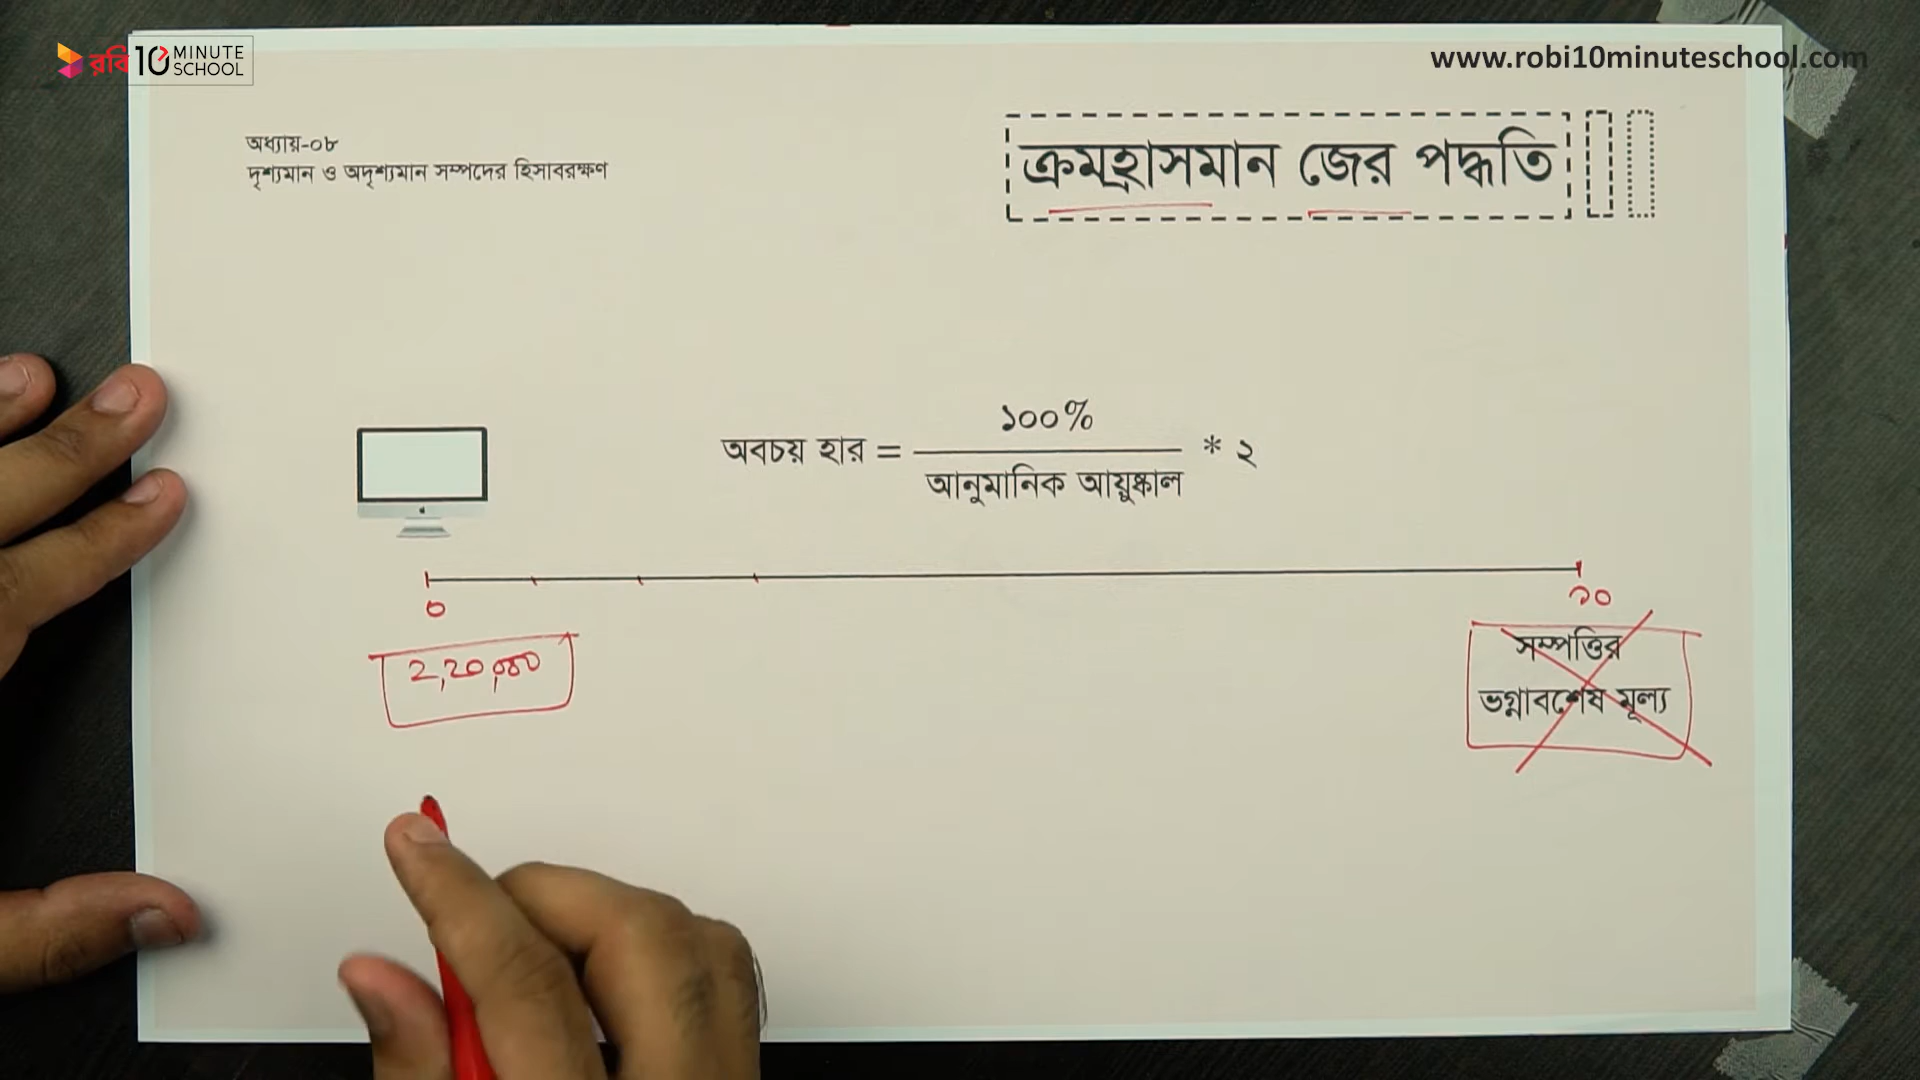 রবি 10 MINUTE SCHOOL
www.robi10minuteschool.com
অধ্যায়-০৮
দৃশ্যমান ও অদৃশ্যমান সম্পদের হিসাবরক্ষণ
ক্রমহ্রাসমান জের পদ্ধতি
অবচয় হার = ১০০% / আনুমানিক আয়ুষ্কাল * ২
০
১০
2,20,000
সম্পত্তির
ভগ্নাবশেষ মূল্য